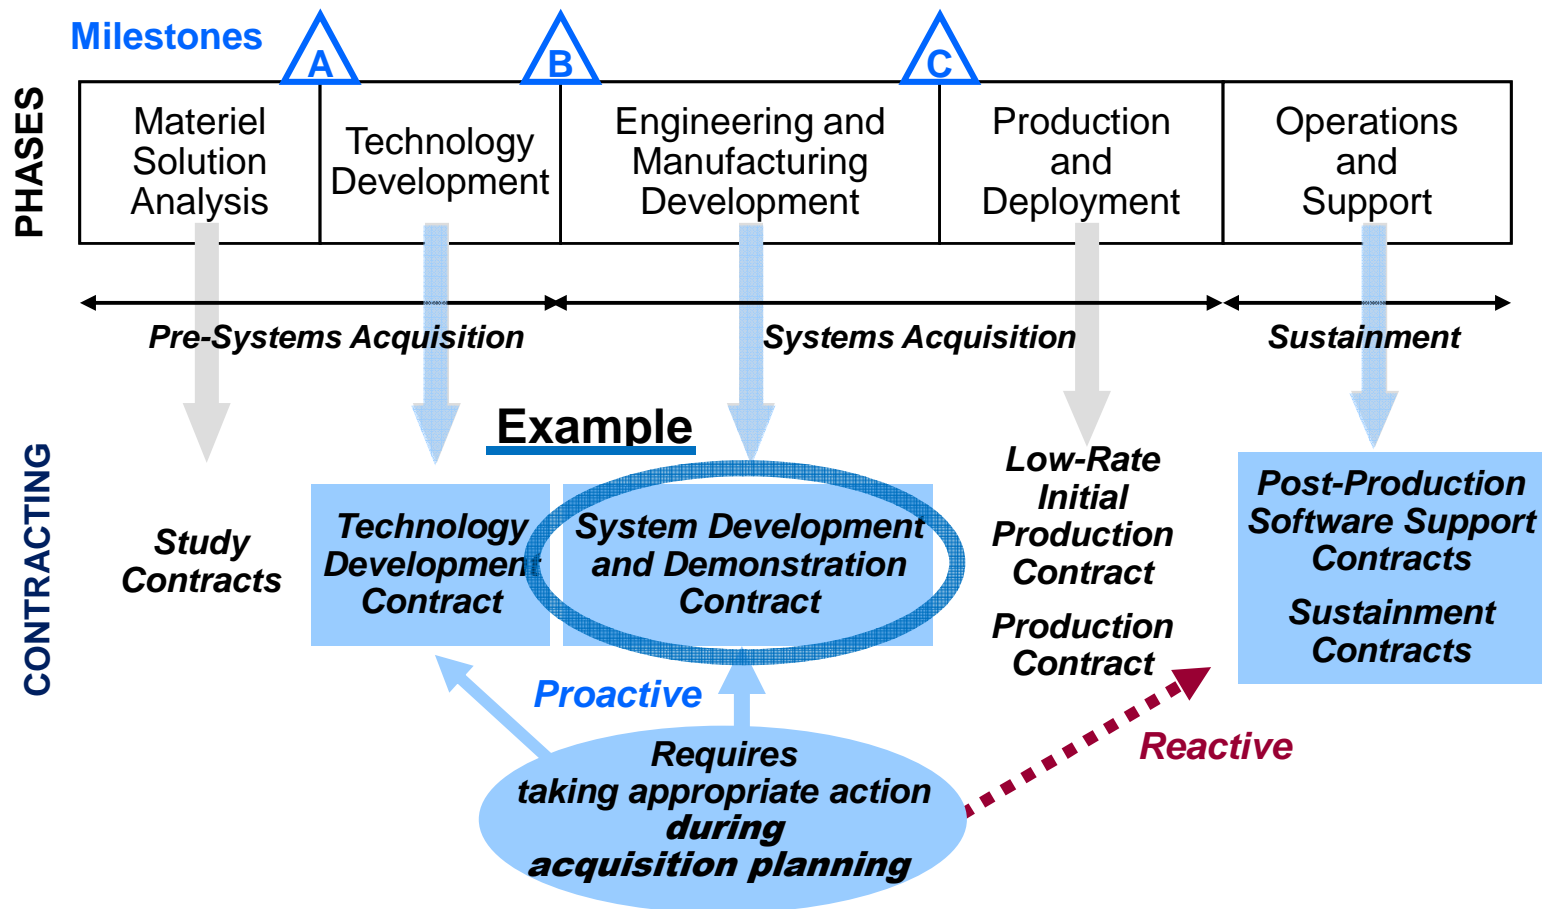 Milestones
A
B
C
PHASES
Materiel
Solution
Analysis
Technology
Development
Engineering and
Manufacturing
Development
Production
and
Deployment
Operations
and
Support
Pre-Systems Acquisition
Systems Acquisition
Sustainment
CONTRACTING
Example
Study
Contracts
Technology
Development
Contract
System Development
and Demonstration
Contract
Low-Rate
Initial
Production
Contract
Production
Contract
Post-Production
Software Support
Contracts
Sustainment
Contracts
Proactive
Reactive
Requires
taking appropriate action
during
acquisition planning